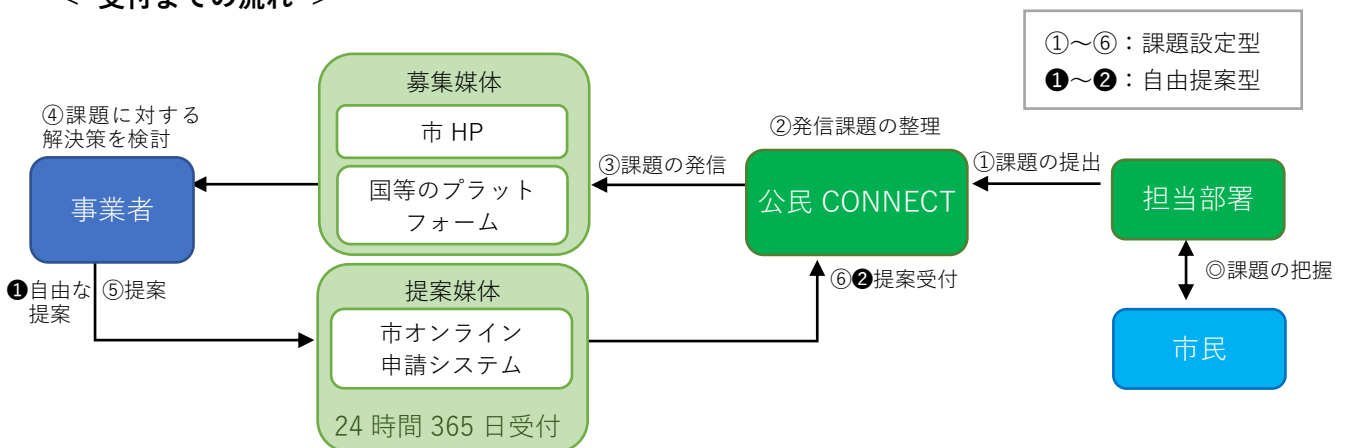 < 受付までの流れ >
①～⑥：課題設定型
❶～❷：自由提案型
募集媒体
市 HP
国等のプラット
フォーム
④課題に対する
解決策を検討
事業者
③課題の発信
②発信課題の整理
公民 CONNECT
①課題の提出
担当部署
◎課題の把握
市民
❶自由な
提案
⑤提案
提案媒体
市オンライン
申請システム
24 時間 365 日受付
⑥❷提案受付